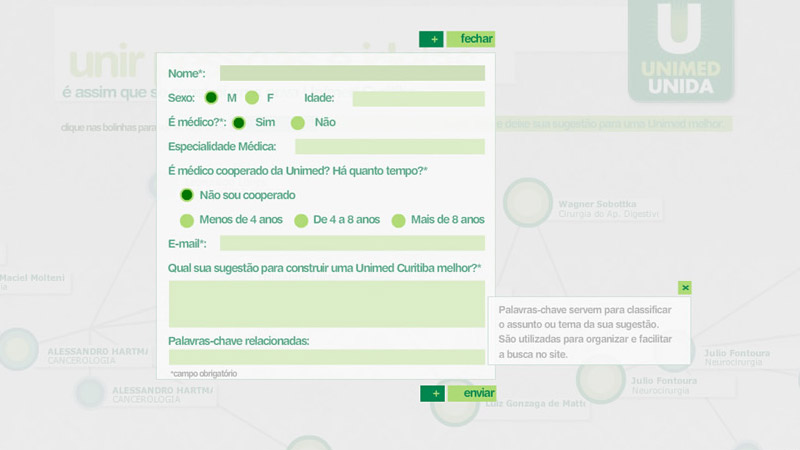 + fechar
unir
é assim que s
UNIMED
UNIDA
Nome*:
Sexo: M F Idade:
clique nas bolinhas para
É médico?*: Sim Não
e deixe sua sugestão para uma Unimed melhor.
Especialidade Médica:
É médico cooperado da Unimed? Há quanto tempo?*
Não sou cooperado
Menos de 4 anos De 4 a 8 anos Mais de 8 anos
Wagner Sobottka
Cirurgia do Ap. Digestivo
E-mail*:
Qual sua sugestão para construir uma Unimed Curitiba melhor?*
Maciel Molteni
Palavras-chave servem para classificar
o assunto ou tema da sua sugestão.
São utilizadas para organizar e facilitar
a busca no site.
Palavras-chave relacionadas:
ALESSANDRO HARTMA
CANCEROLOGIA
Julio Fontoura
Neurocirurgia
*campo obrigatório
Julio Fontoura
Neurocirurgia
ALESSANDRO HARTMA
CANCEROLOGIA
+ enviar
Luiz Gonzaga de Matt